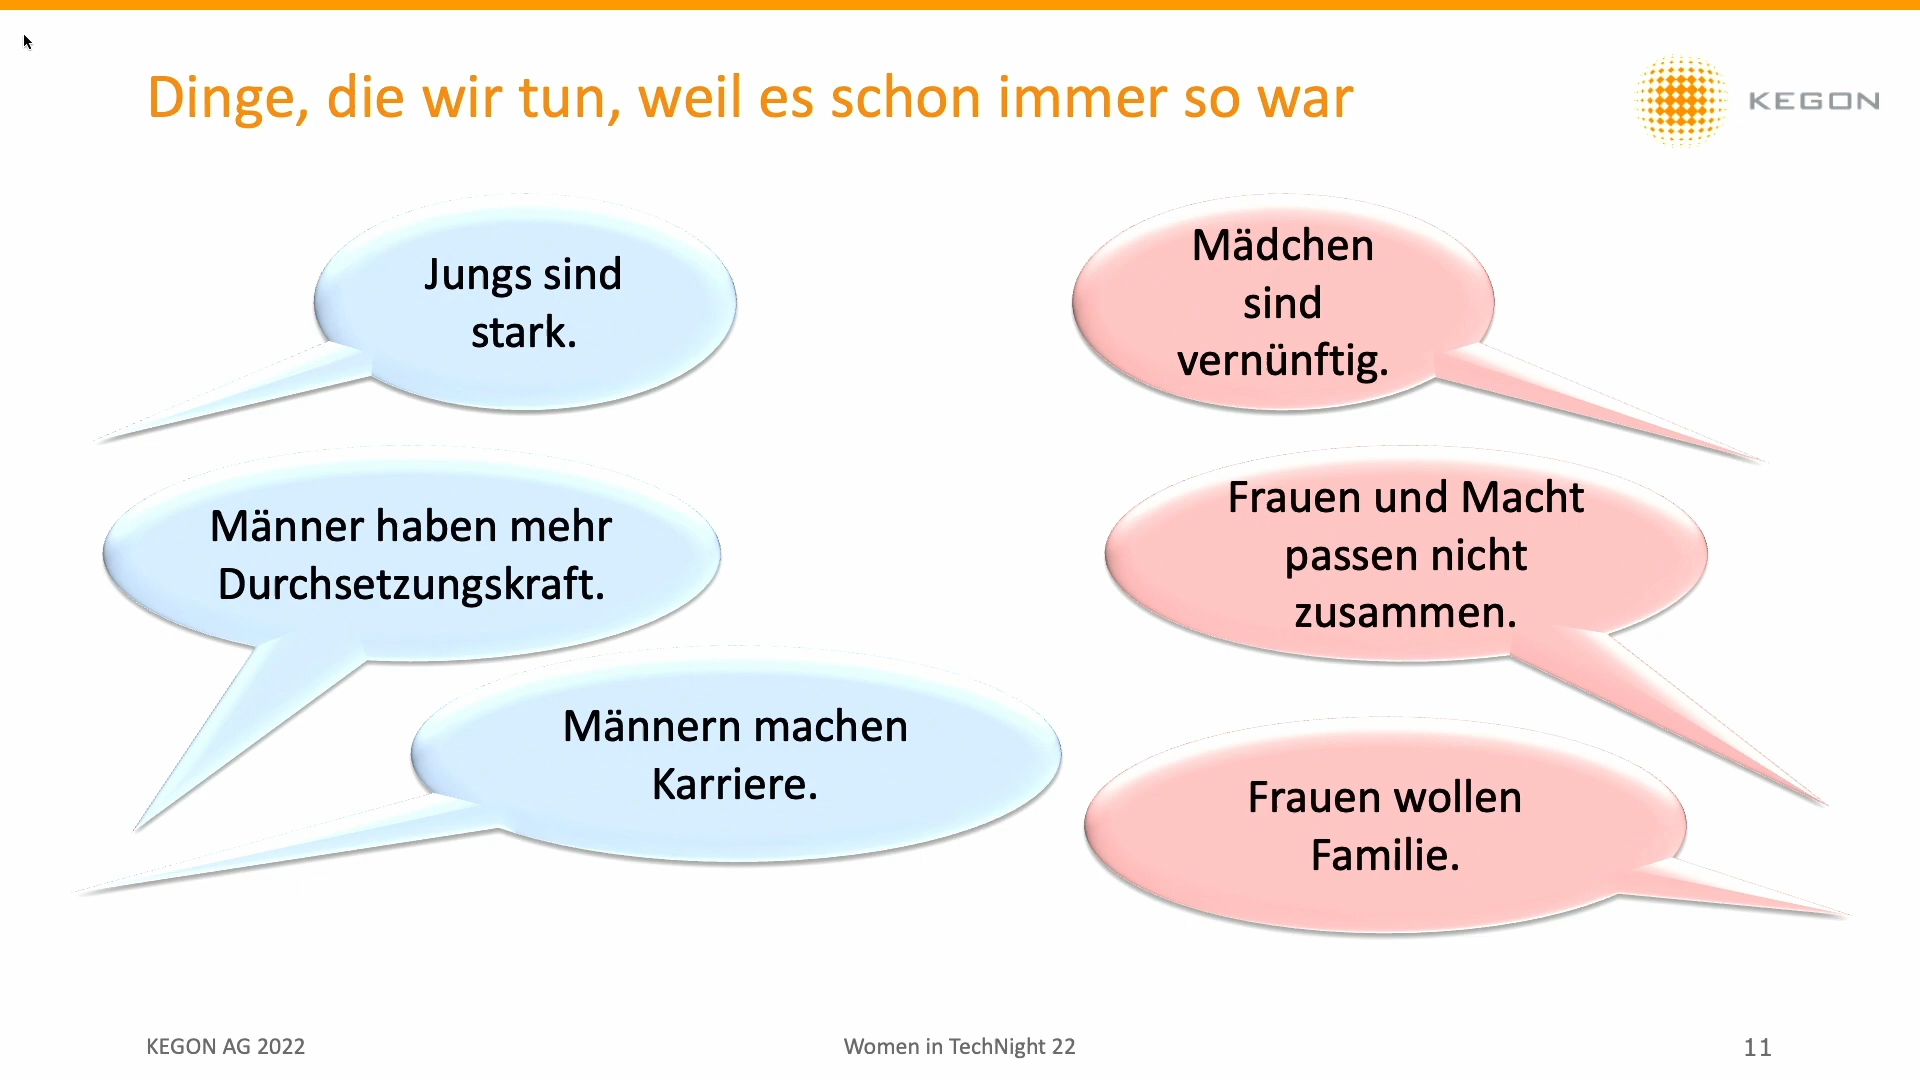 Dinge, die wir tun, weil es schon immer so war
KEGON
Jungs sind
stark.
Männer haben mehr
Durchsetzungskraft.
Männern machen
Karriere.
Mädchen
sind
vernünftig.
Frauen und Macht
passen nicht
zusammen.
Frauen wollen
Familie.
KEGON AG 2022
Women in TechNight 22
11